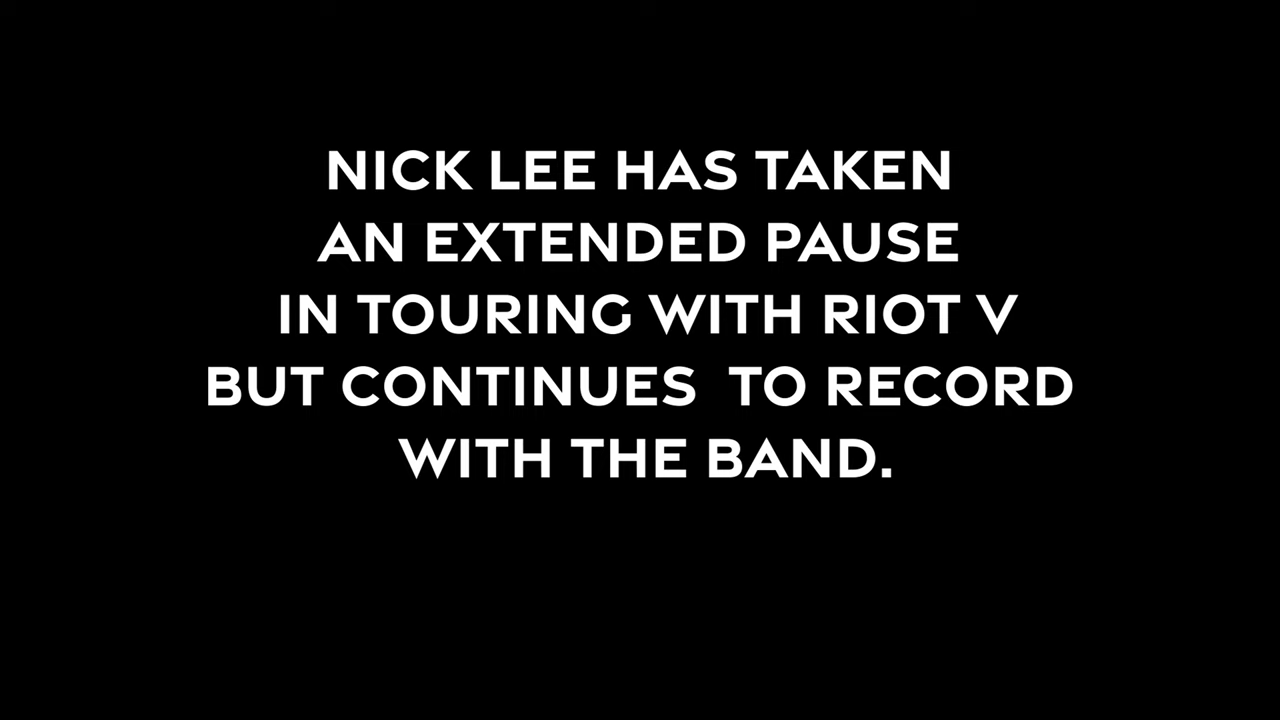 NICK LEE HAS TAKEN
AN EXTENDED PAUSE
IN TOURING WITH RIOT V
BUT CONTINUES  TO RECORD
WITH THE BAND.